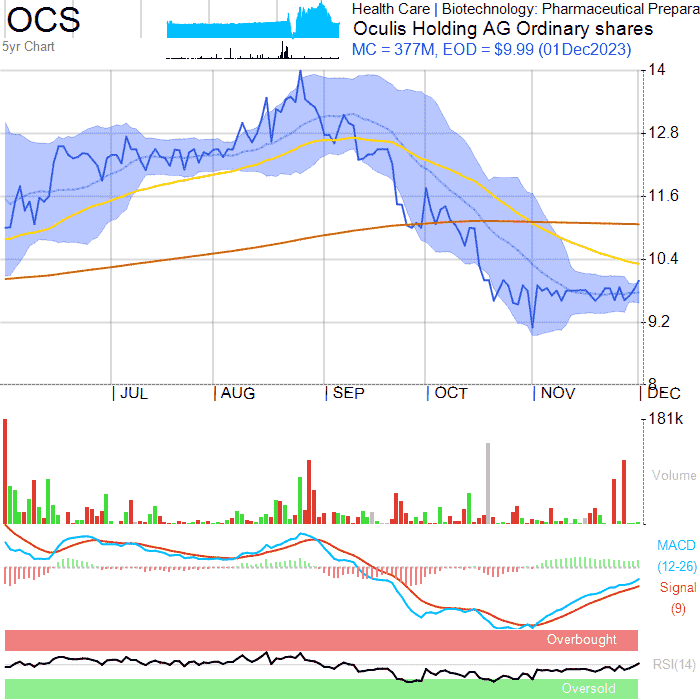 OCS
5yr Chart
Health Care | Biotechnology: Pharmaceutical Prepara
Oculis Holding AG Ordinary shares
MC = 377M, EOD = $9.99 (01Dec2023)
14
12.8
11.6
10.4
9.2
8
JUL
AUG
SEP
OCT
NOV
DEC
181k
Volume
MACD
(12-26)
Signal
(9)
Overbought
RSI(14)
Oversold